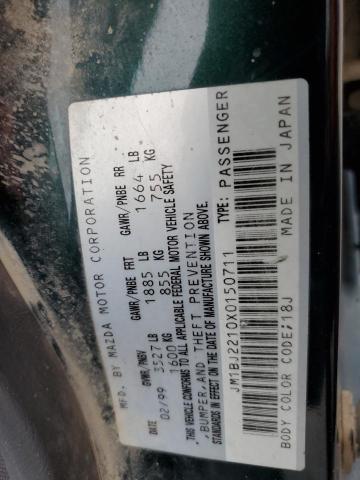 MFD. BY MAZDA MOTOR CORPORATION
DATE GVWR/PNBV GAWR/PNBE FRT GAWR/PNBE RR
02/99 3527 LB 1885 LB 1664 LB
1600 KG 855 KG 755 KG
THIS VEHICLE CONFORMS TO ALL APPLICABLE FEDERAL MOTOR VEHICLE SAFETY
, BUMPER, AND THEFT PREVENTION
STANDARDS IN EFFECT ON THE DATE OF MANUFACTURE SHOWN ABOVE.
JM1BJ2210X0150711 TYPE: PASSENGER
BODY COLOR CODE;18J MADE IN JAPAN